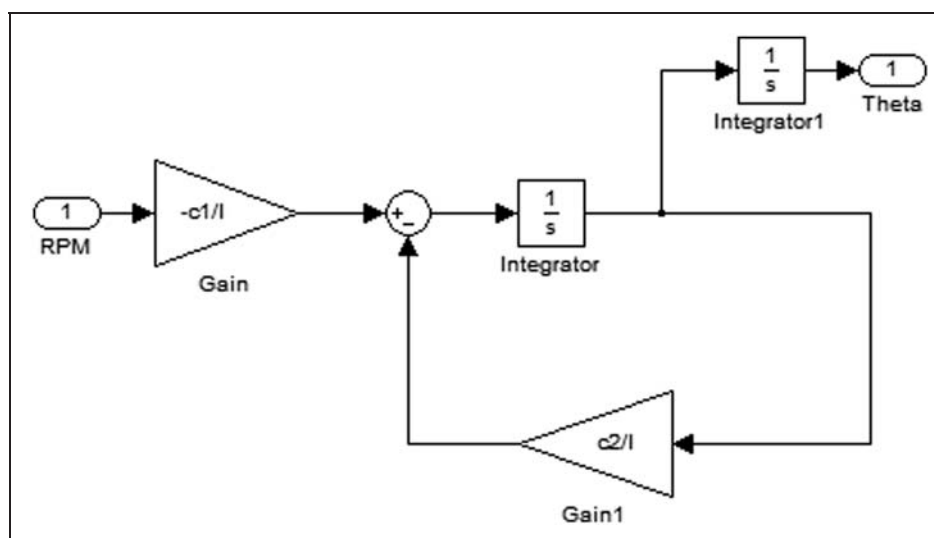 1
s
Integrator1
1
Theta
1
RPM
-c1/I
Gain
+
−
1
s
Integrator
c2/I
Gain1